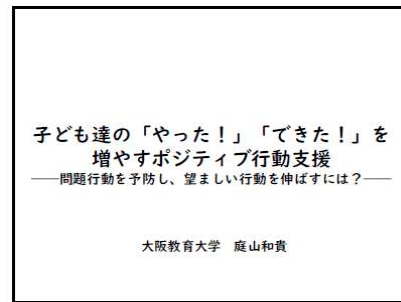 子ども達の「やった！」「できた！」を
増やすポジティブ行動支援
――問題行動を予防し、望ましい行動を伸ばすには？――
大阪教育大学　庭山和貴